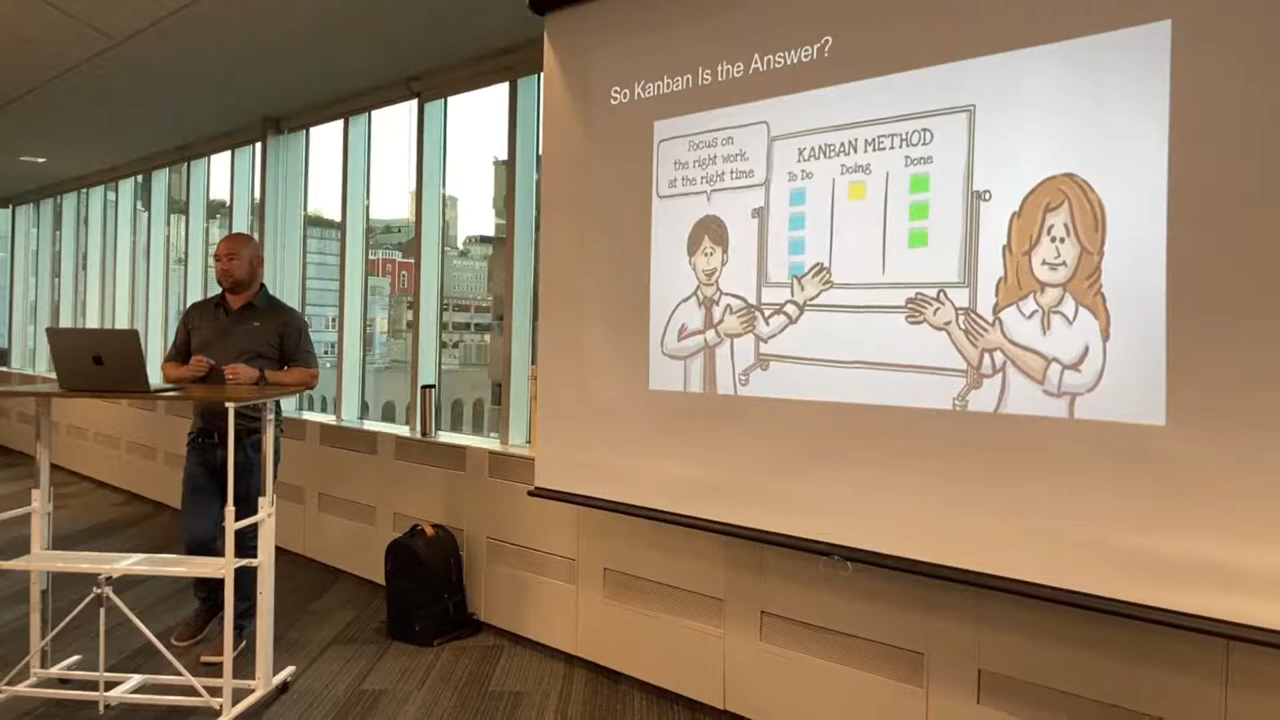 So Kanban Is the Answer?
Focus on
the right work,
at the right time
KANBAN METHOD
To Do
Doing
Done